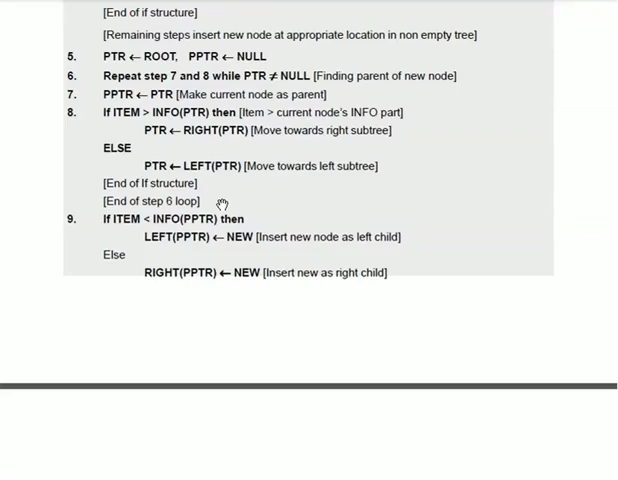 [End of if structure]
[Remaining steps insert new node at appropriate location in non empty tree]
5. PTR ← ROOT, PPTR ← NULL
6. Repeat step 7 and 8 while PTR ≠ NULL [Finding parent of new node]
7. PPTR ← PTR [Make current node as parent]
8. If ITEM > INFO(PTR) then [Item > current node's INFO part]
PTR ← RIGHT(PTR) [Move towards right subtree]
ELSE
PTR ← LEFT(PTR) [Move towards left subtree]
[End of If structure]
[End of step 6 loop]
9. If ITEM < INFO(PPTR) then
LEFT(PPTR) ← NEW [Insert new node as left child]
Else
RIGHT(PPTR) ← NEW [Insert new as right child]